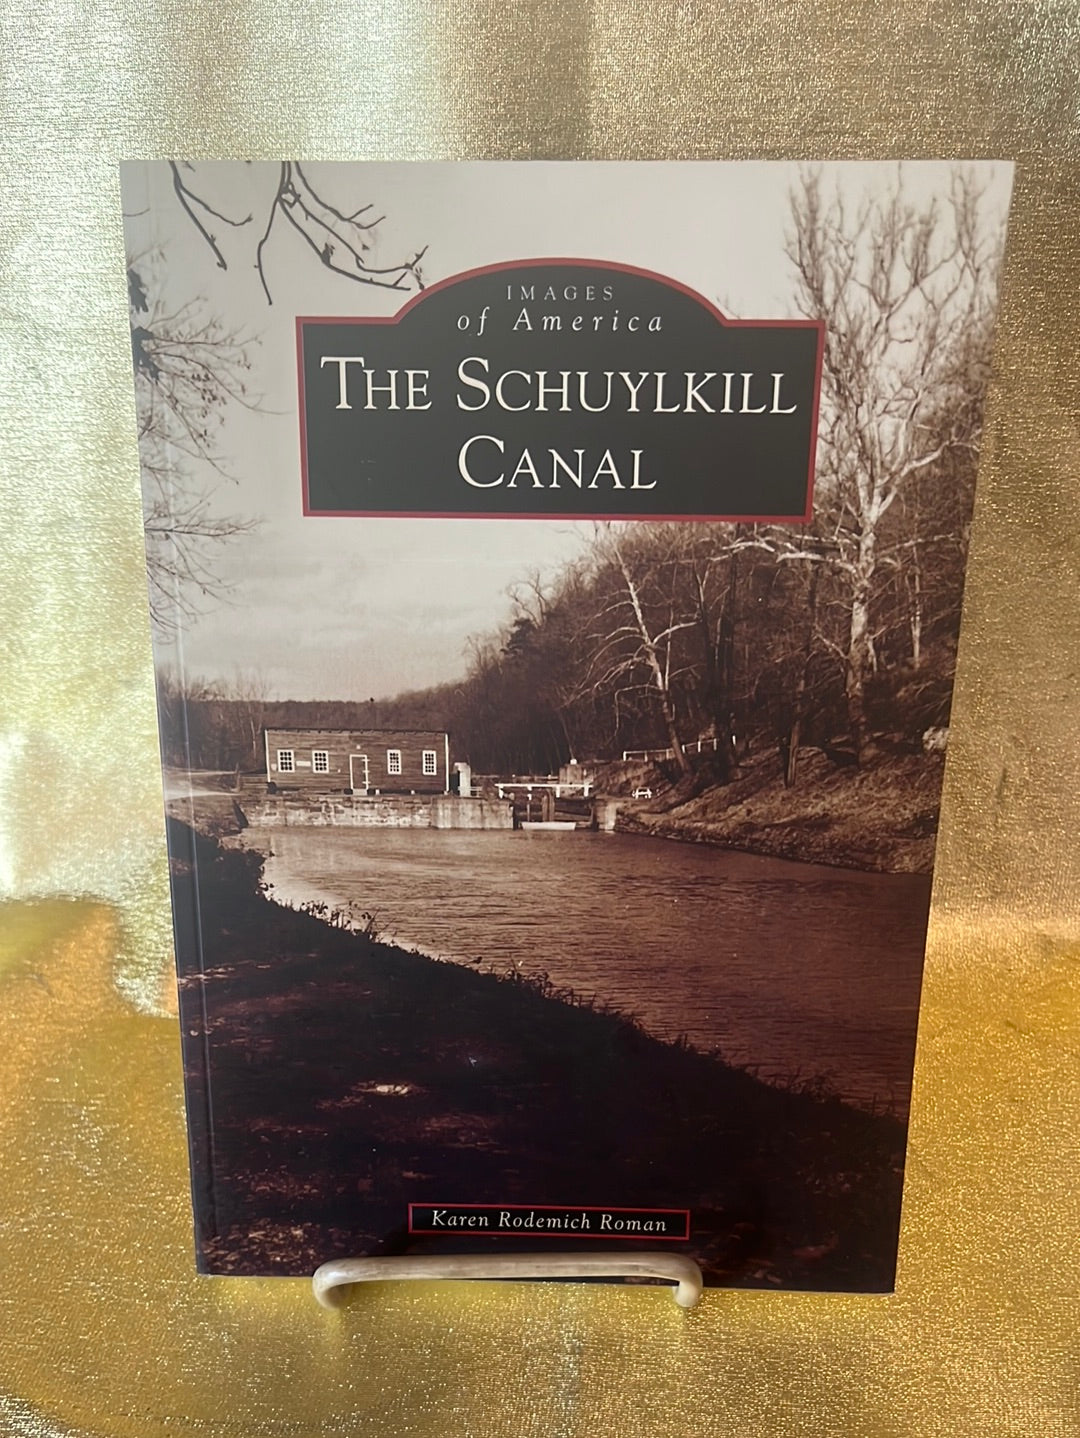 IMAGES
of America
THE SCHUYLKILL
CANAL
Karen Rodemich Roman